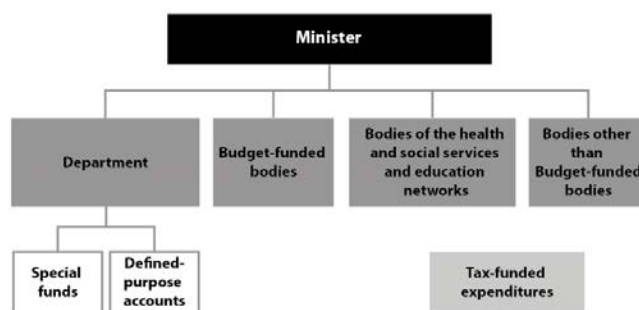 Minister
Department
Budget-funded
bodies
Bodies of the health
and social services
and education
networks
Bodies other
than
Budget-funded
bodies
Special
funds
Defined-
purpose
accounts
Tax-funded
expenditures